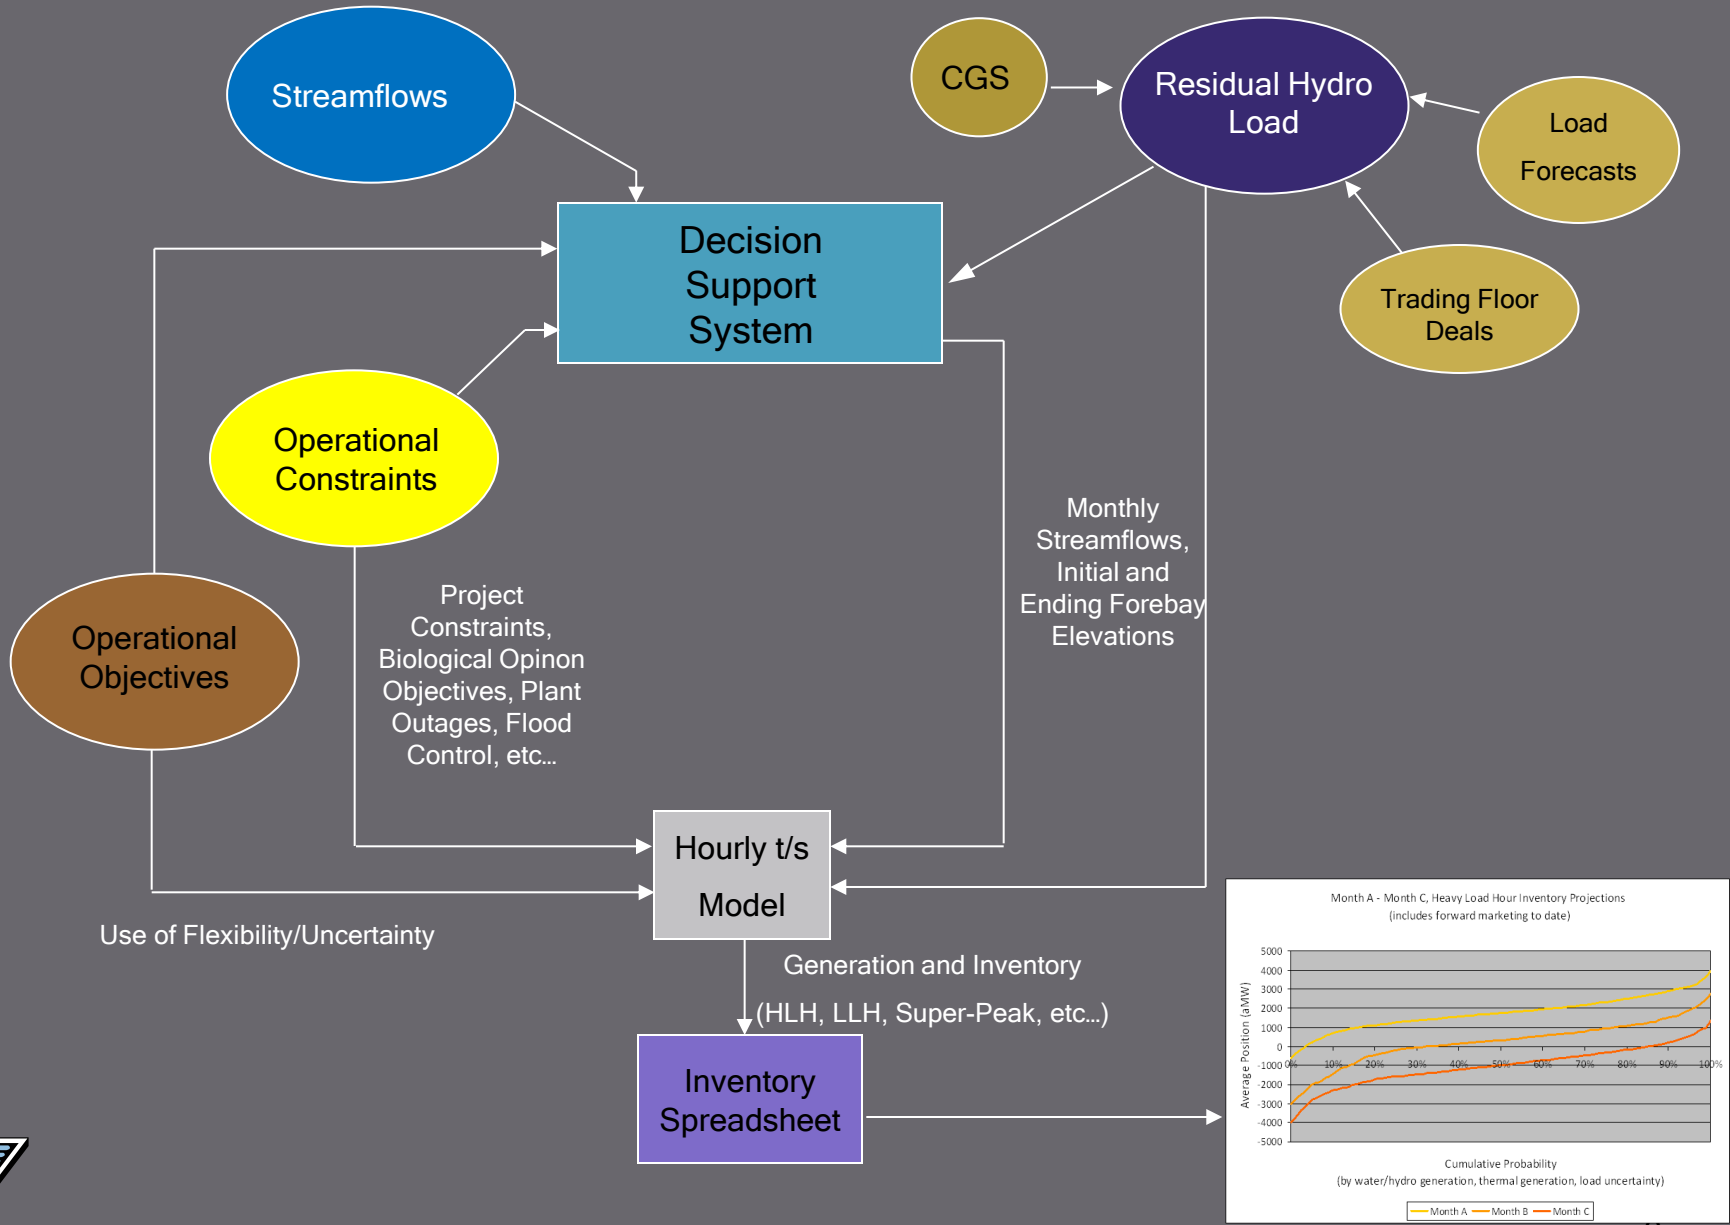 Streamflows
CGS
Residual Hydro
Load
Load
Forecasts
Trading Floor
Deals
Decision
Support
System
Operational
Constraints
Monthly
Streamflows,
Initial and
Ending Forebay
Elevations
Project
Constraints,
Biological Opinon
Objectives, Plant
Outages, Flood
Control, etc...
Operational
Objectives
Hourly t/s
Model
Use of Flexibility/Uncertainty
Generation and Inventory
(HLH, LLH, Super-Peak, etc...)
Inventory
Spreadsheet
Month A - Month C, Heavy Load Hour Inventory Projections
(includes forward marketing to date)
Average Position (aMW)
5000
4000
3000
2000
1000
0
-1000
-2000
-3000
-4000
-5000
0% 10% 20% 30% 40% 50% 60% 70% 80% 90% 100%
Cumulative Probability
(by water/hydro generation, thermal generation, load uncertainty)
Month A Month B Month C